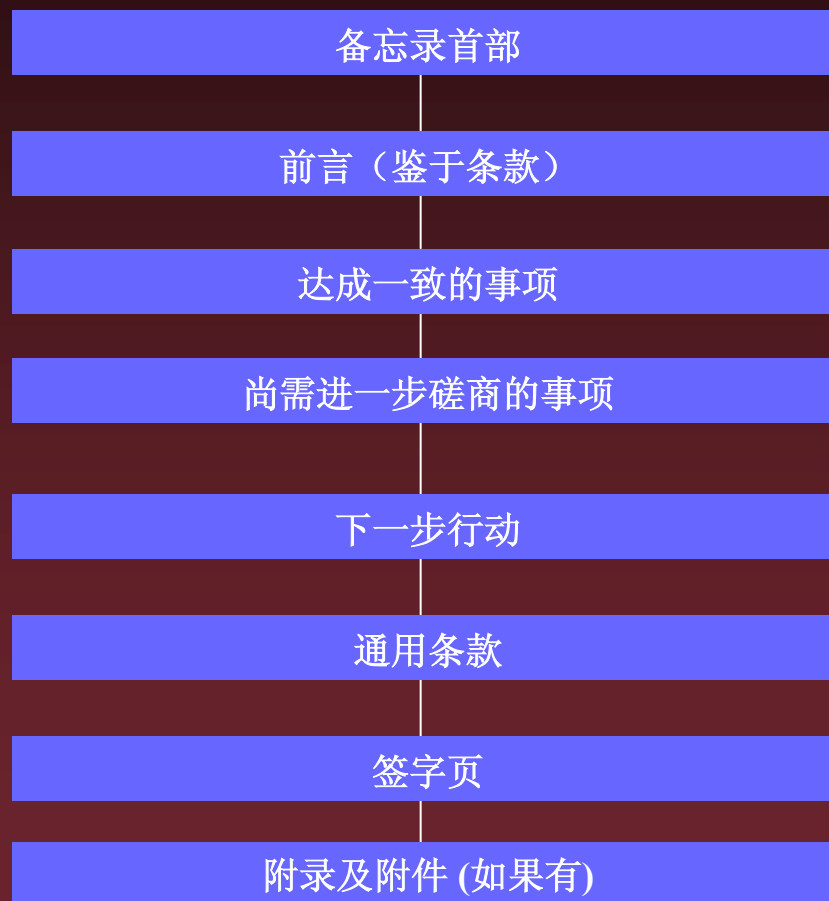 备忘录首部
前言（鉴于条款）
达成一致的事项
尚需进一步磋商的事项
下一步行动
通用条款
签字页
附录及附件 (如果有)